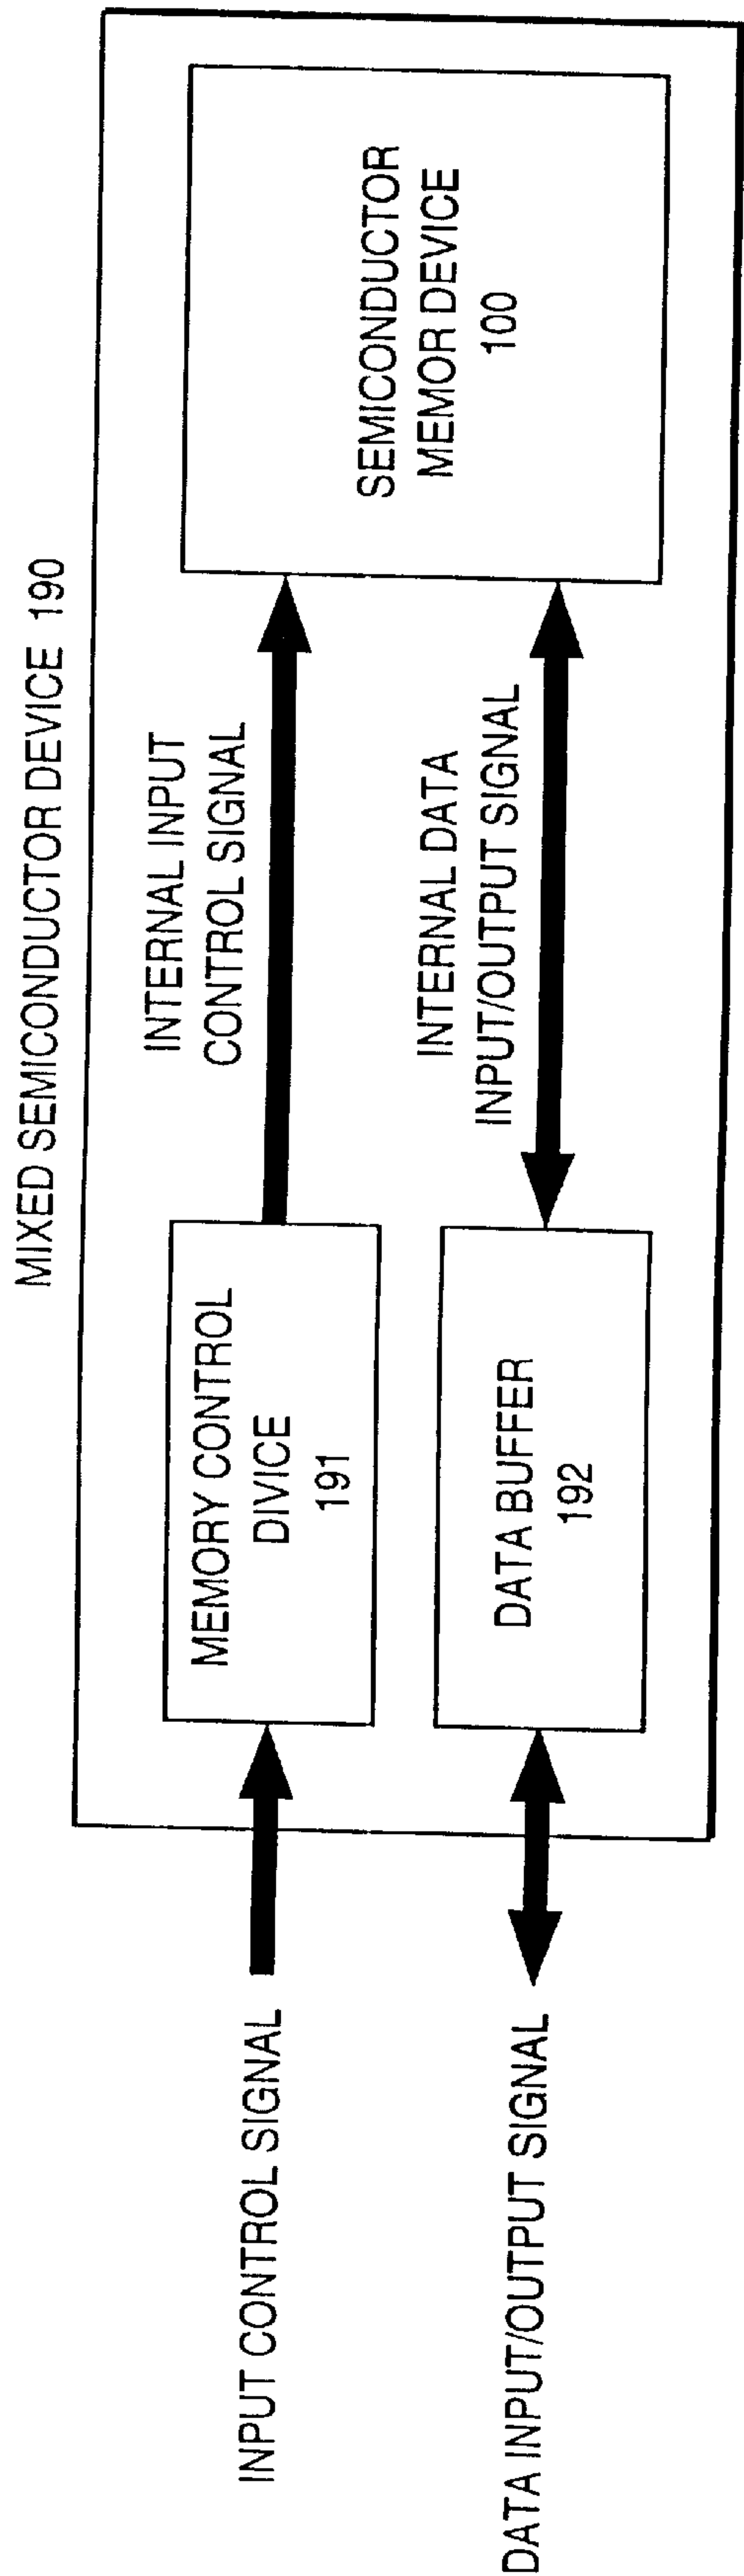 MIXED SEMICONDUCTOR DEVICE 190
INPUT CONTROL SIGNAL
MEMORY CONTROL
DIVICE
191
INTERNAL INPUT
CONTROL SIGNAL
SEMICONDUCTOR
MEMOR DEVICE
100
DATA INPUT/OUTPUT SIGNAL
DATA BUFFER
192
INTERNAL DATA
INPUT/OUTPUT SIGNAL